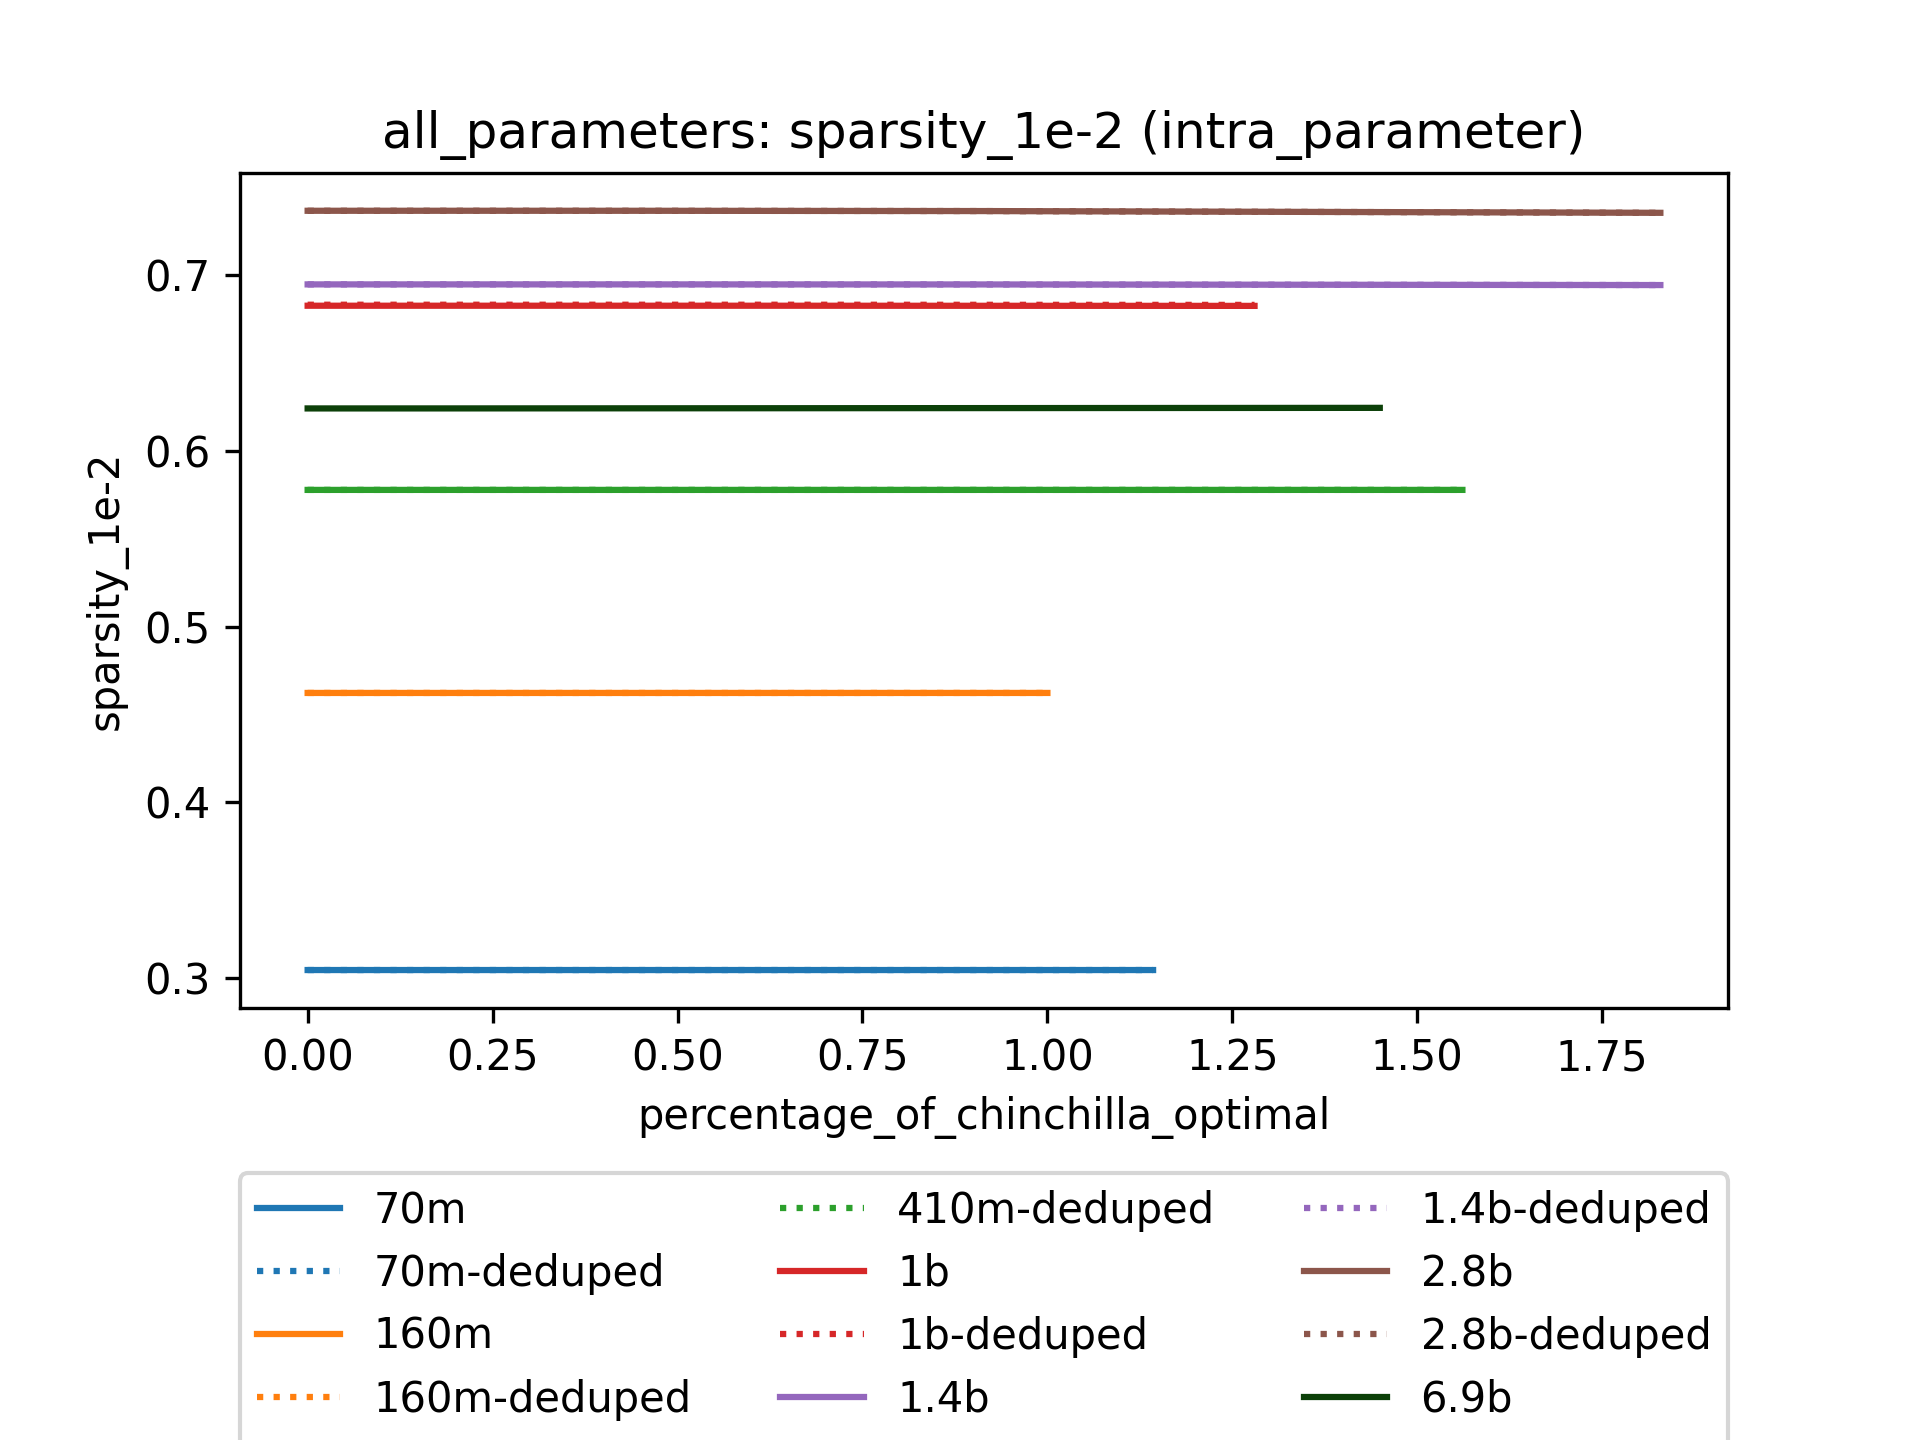 all_parameters: sparsity_1e-2 (intra_parameter)
sparsity_1e-2
0.7
0.6
0.5
0.4
0.3
0.00 0.25 0.50 0.75 1.00 1.25 1.50 1.75
percentage_of_chinchilla_optimal
70m
70m-deduped
160m
160m-deduped
410m-deduped
1b
1b-deduped
1.4b
1.4b-deduped
2.8b
2.8b-deduped
6.9b